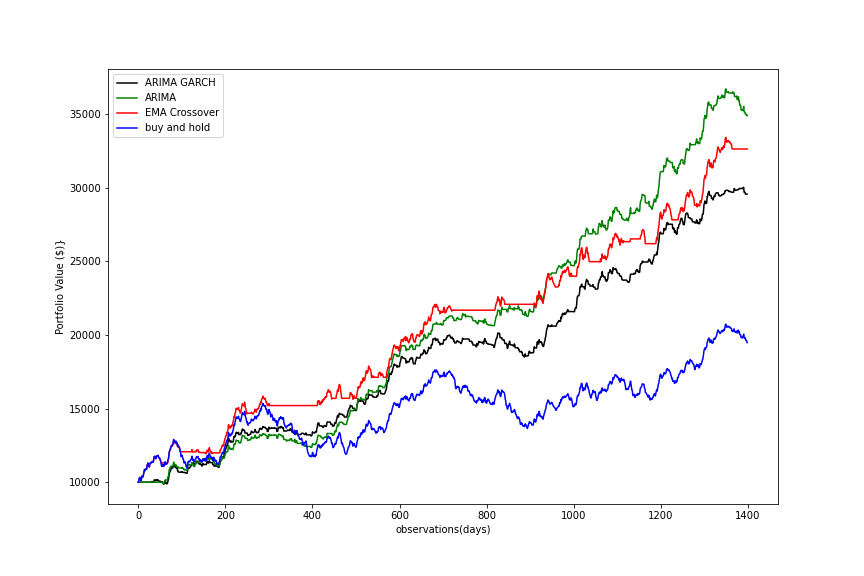 ARIMA GARCH
ARIMA
EMA Crossover
buy and hold
35000
30000
25000
20000
15000
10000
Portfolio Value ($)}
0 200 400 600 800 1000 1200 1400
observations(days)